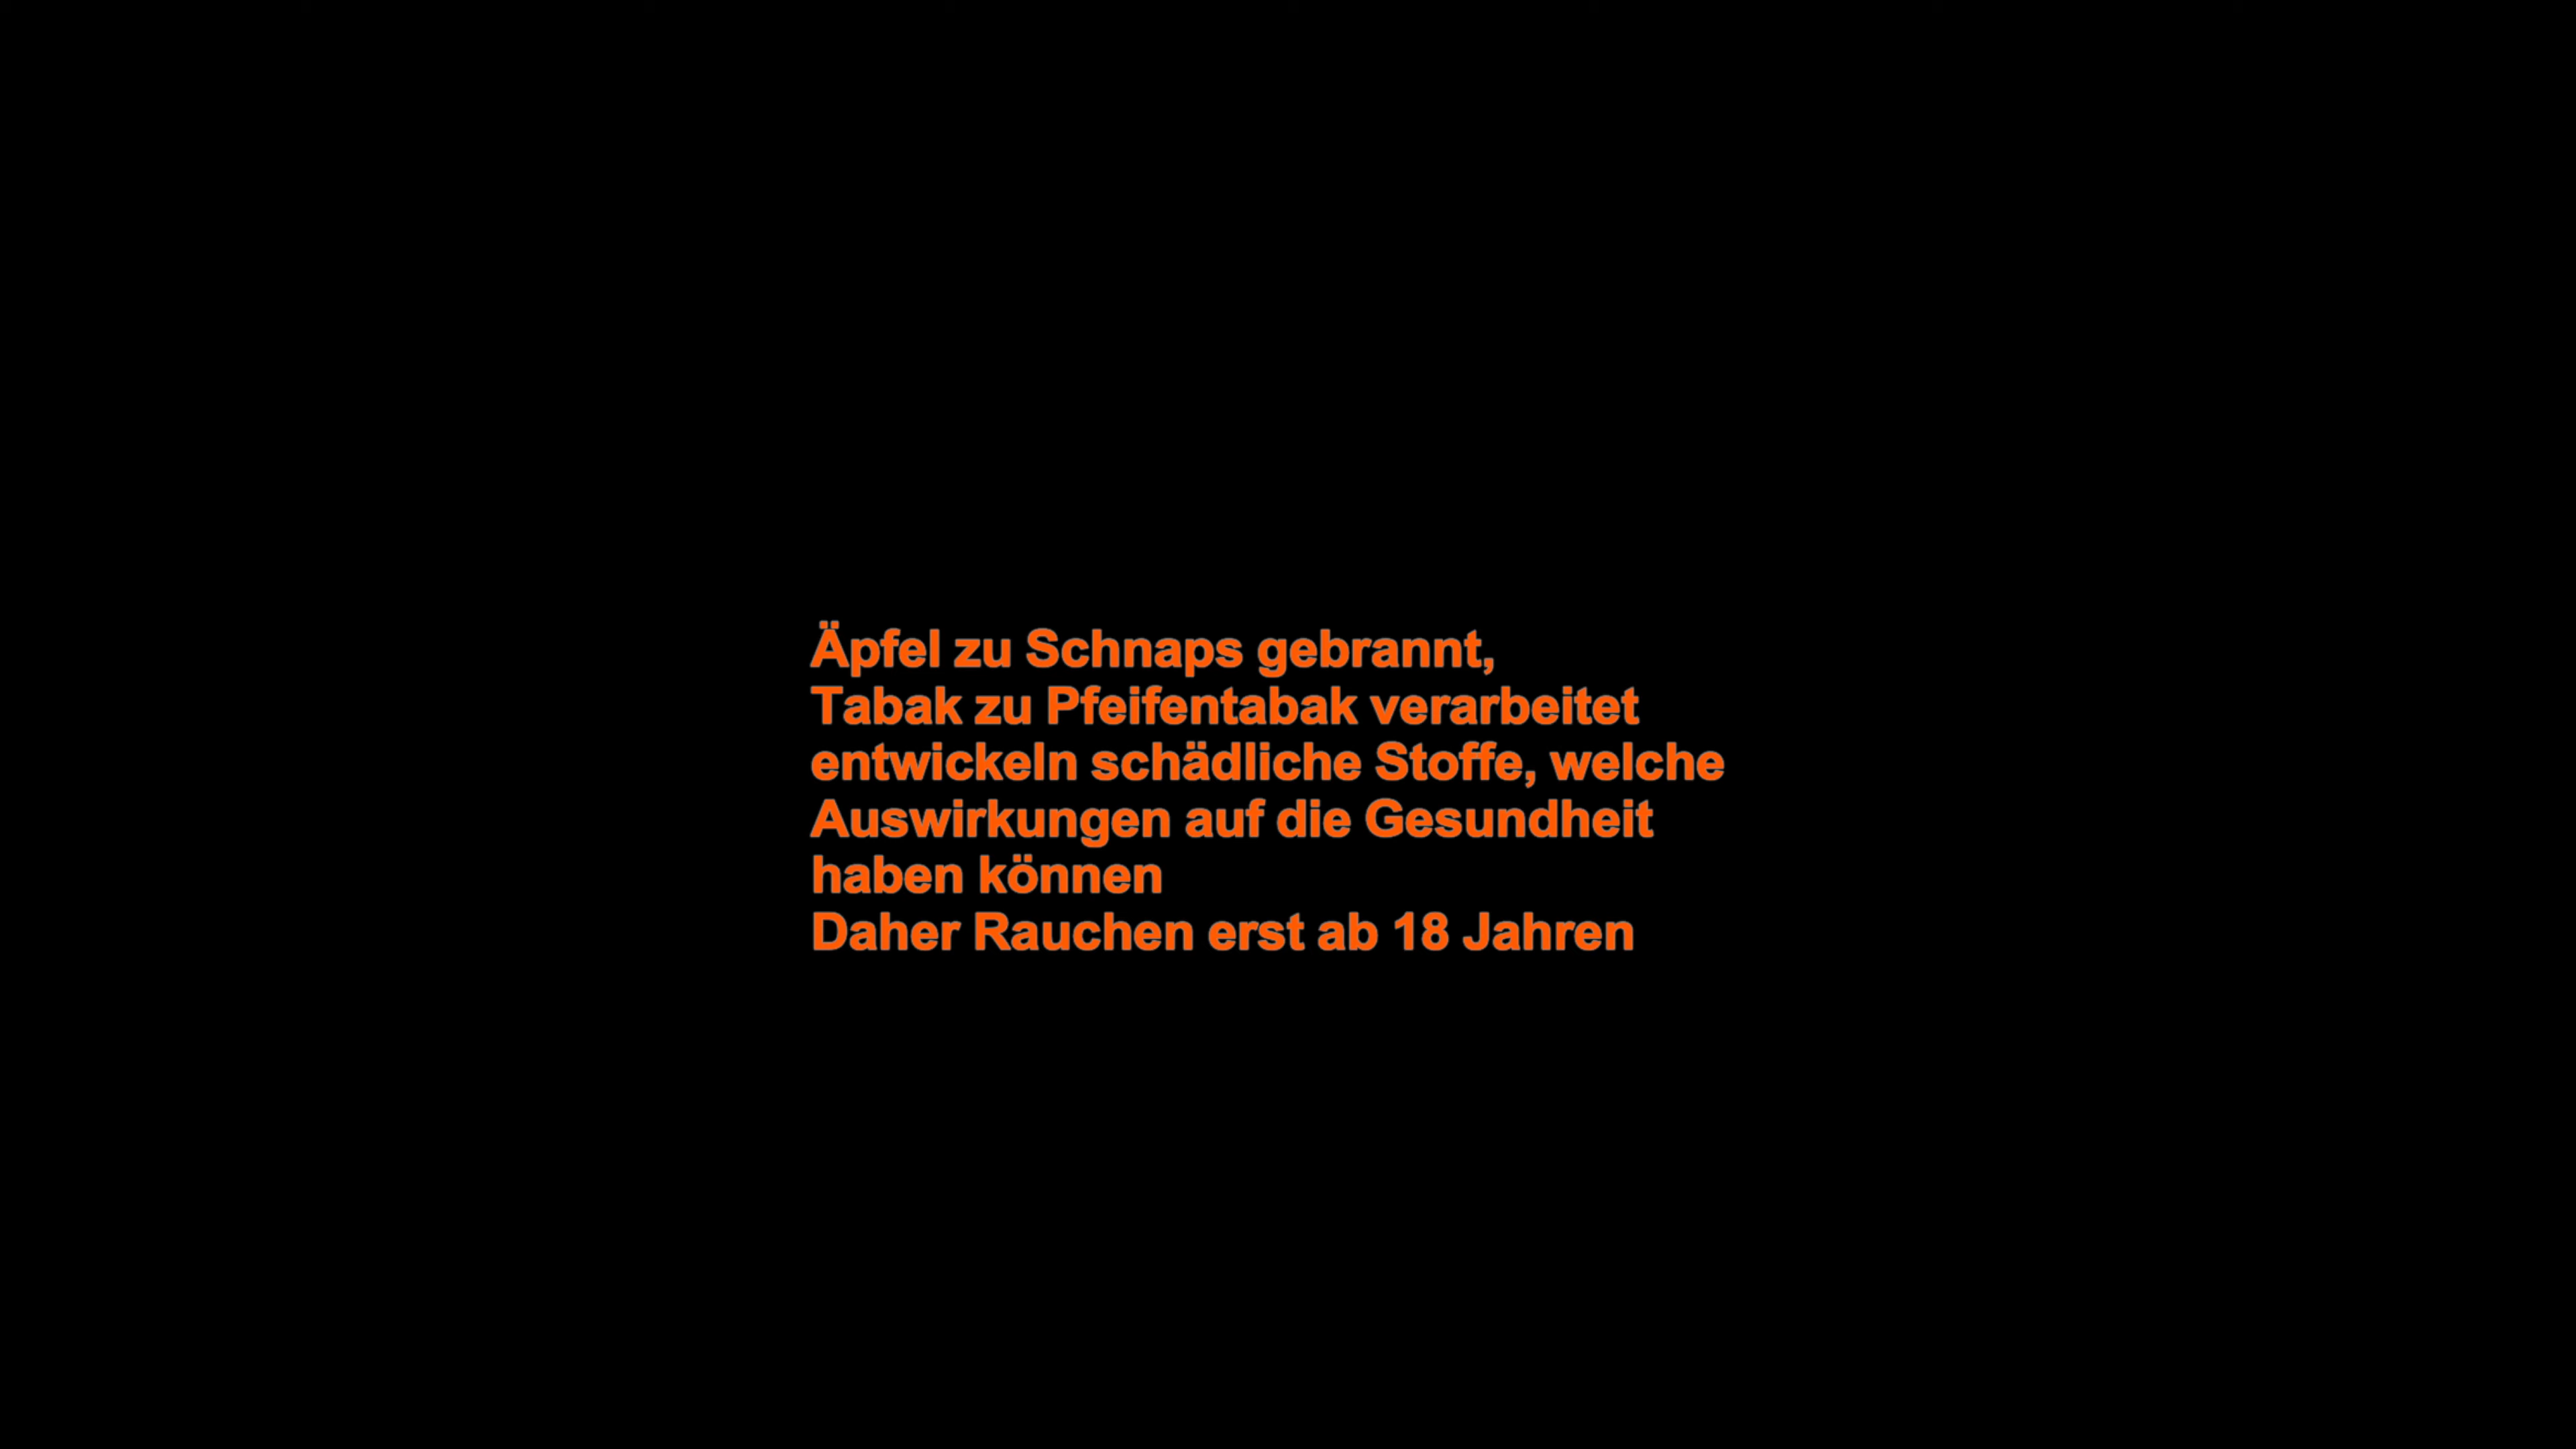 Äpfel zu Schnaps gebrannt,
Tabak zu Pfeifentabak verarbeitet
entwickeln schädliche Stoffe, welche
Auswirkungen auf die Gesundheit
haben können
Daher Rauchen erst ab 18 Jahren